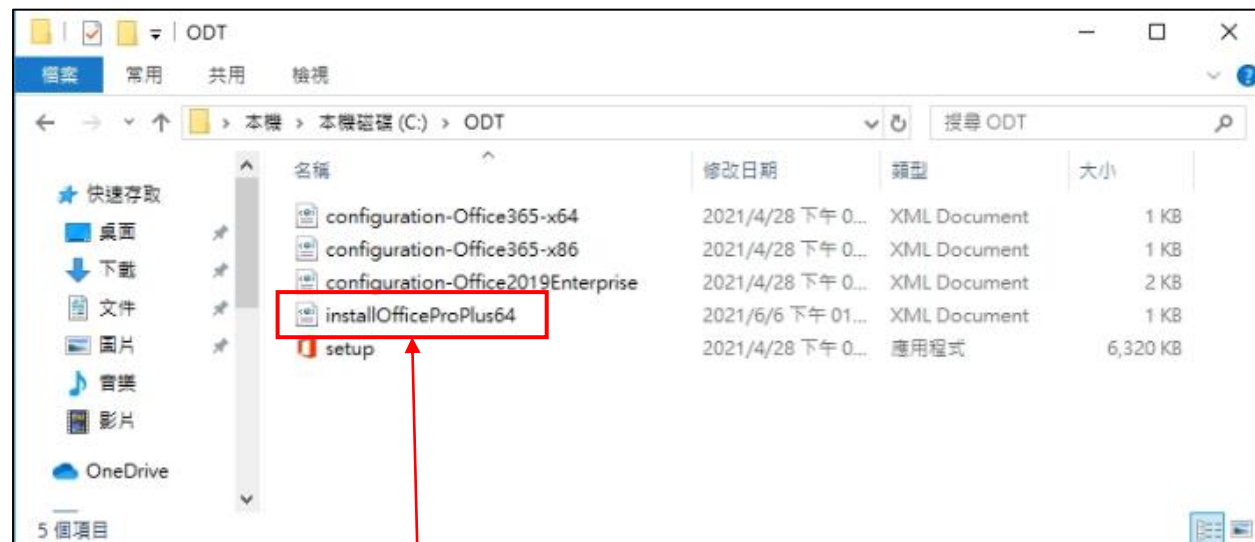 ODT
檔案 常用 共用 檢視
本機 › 本機磁碟 (C:) › ODT 搜尋 ODT
名稱 修改日期 類型 大小
快速存取
桌面
下載
文件
圖片
音樂
影片
OneDrive
configuration-Office365-x64 2021/4/28 下午 0... XML Document 1 KB
configuration-Office365-x86 2021/4/28 下午 0... XML Document 1 KB
configuration-Office2019Enterprise 2021/4/28 下午 0... XML Document 2 KB
installOfficeProPlus64 2021/6/6 下午 01... XML Document 1 KB
setup 2021/4/28 下午 0... 應用程式 6,320 KB
5 個項目